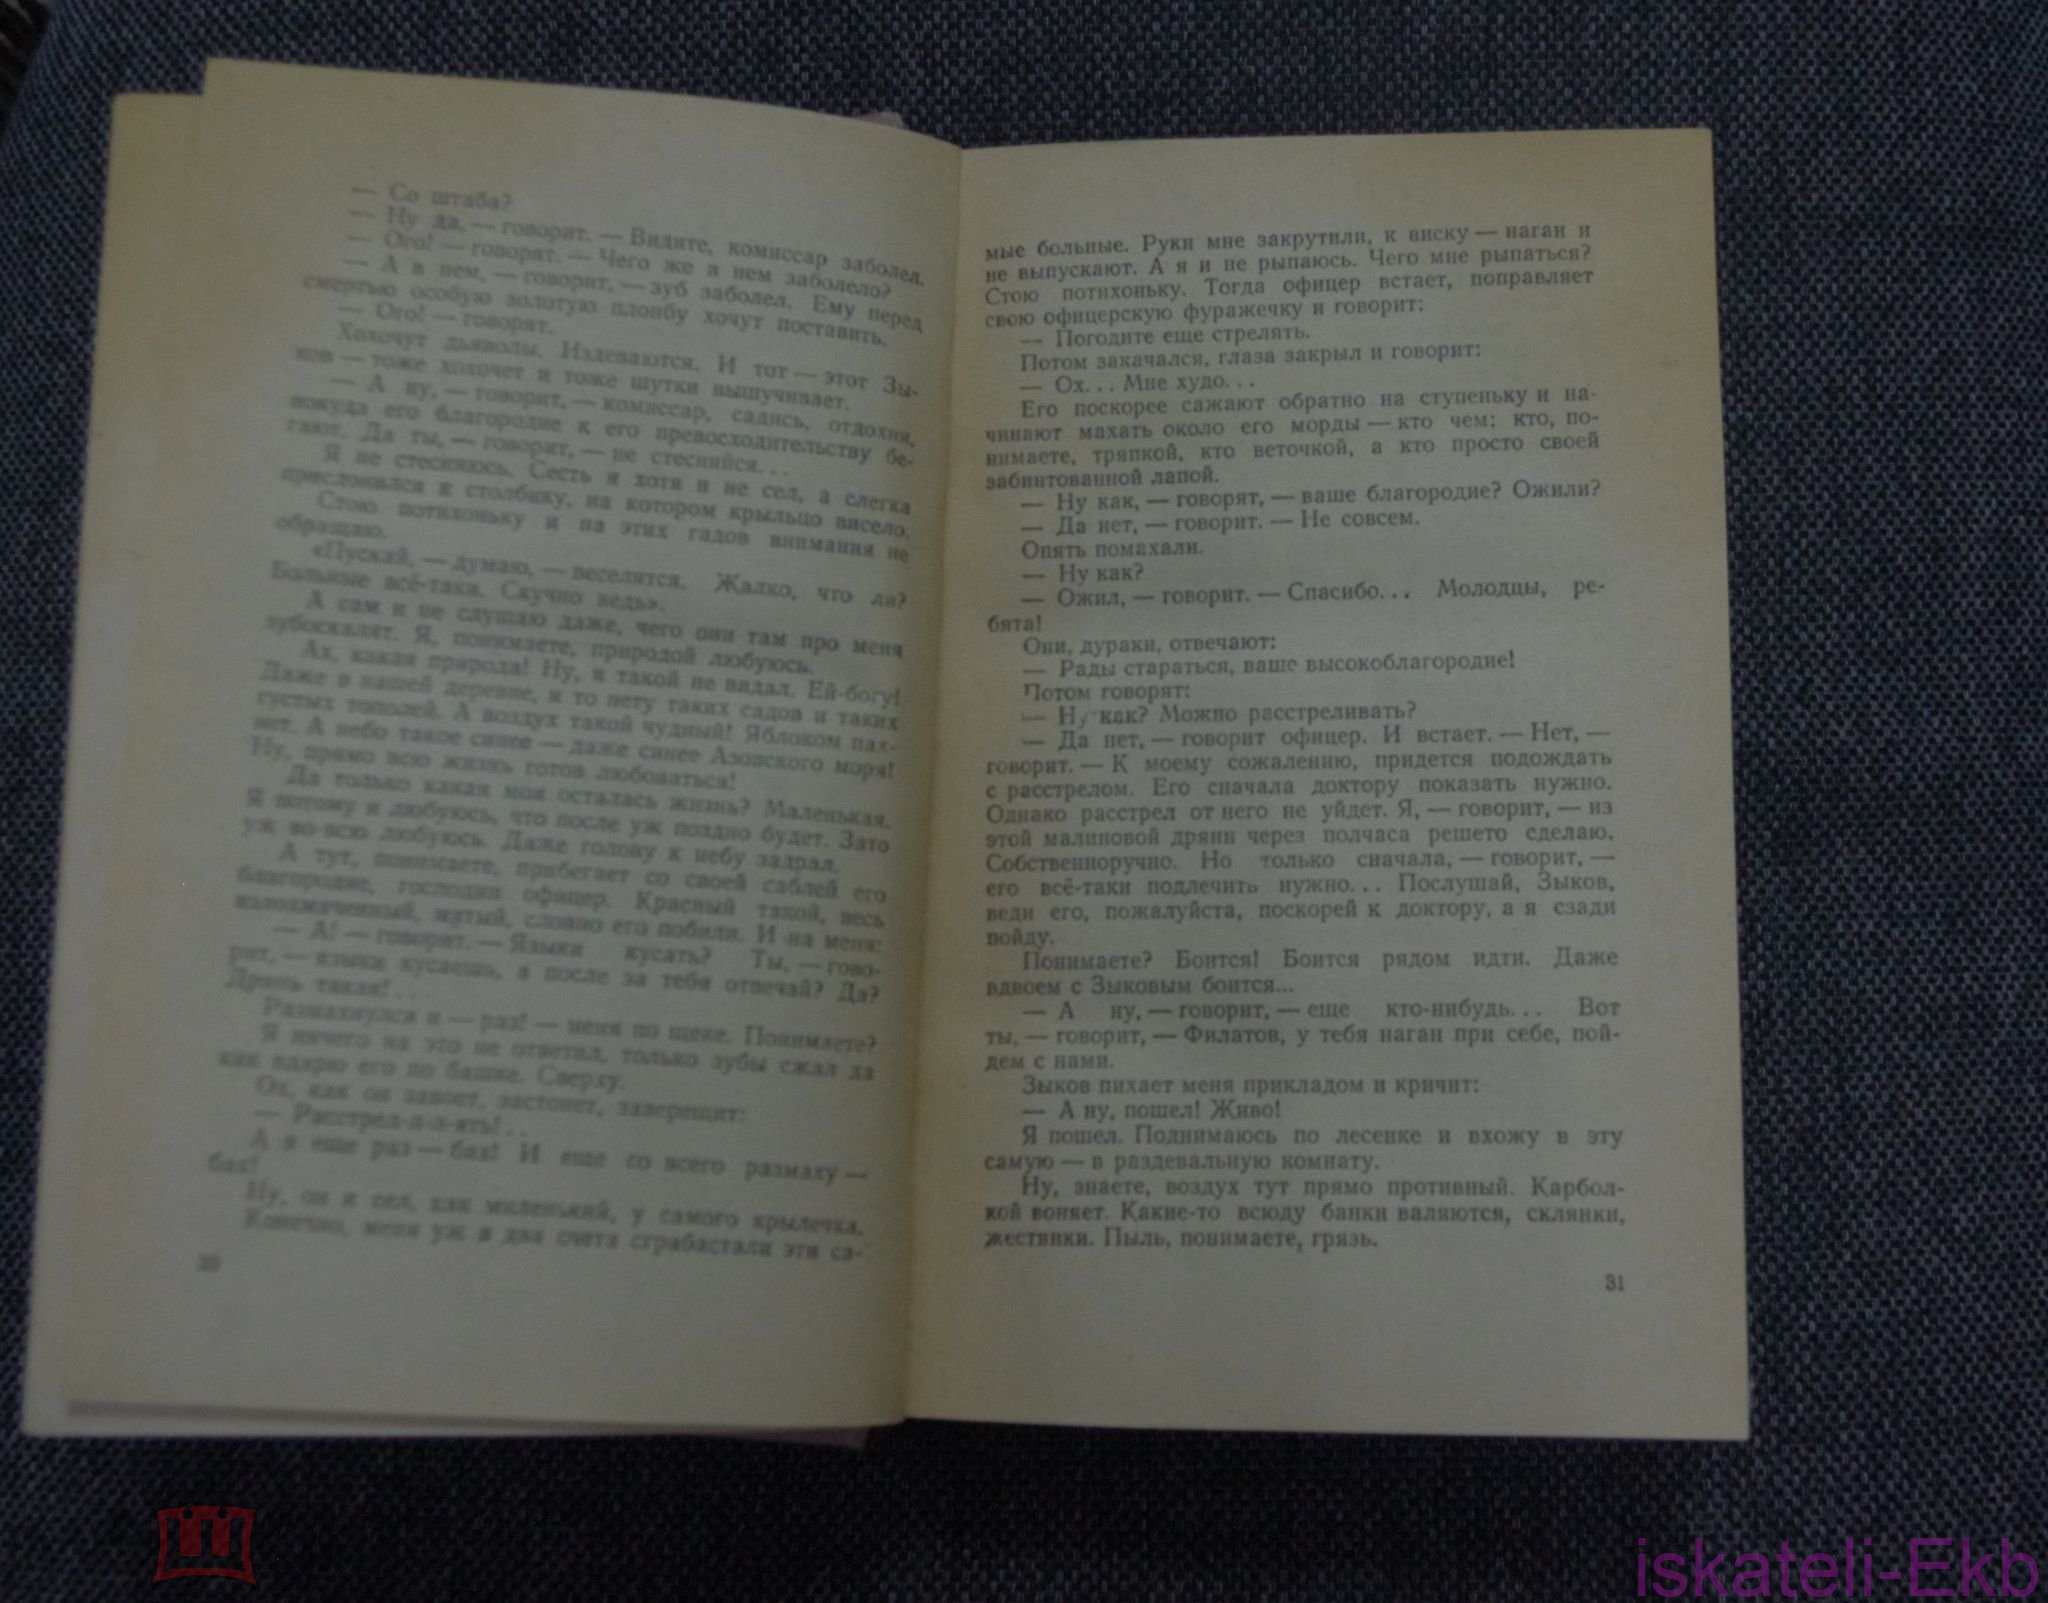 — Со штаба?
— Ну да, — говорит. — Видите, комиссар заболел.
— Ого! — говорят. — Чего же в нем заболело?
— А в нем, — говорит, — зуб заболел. Ему перед
смертью особую золотую пломбу хочут поставить.
— Ого! — говорят.
Хохочут дьяволы. Издеваются. И тот — этот Зы-
ков — тоже хохочет и тоже шутки вышучивает.
— А ну, — говорит, — комиссар, садись, отдохни,
покуда его благородие к его превосходительству бе-
гают. Да ты, — говорит, — не стесняйся...
Я не стесняюсь. Сесть я хотя и не сел, а слегка
прислонился к столбику, на котором крыльцо висело.
Стою потихоньку и на этих гадов внимания не
обращаю.
«Пускай, — думаю, — веселятся. Жалко, что ли?
Больные всё-таки. Скучно ведь».
А сам и не слушаю даже, чего они там про меня
зубоскалят. Я, понимаете, природой любуюсь.
Ах, какая природа! Ну, я такой не видал. Ей-богу!
Даже в нашей деревне, и то нету таких садов и таких
густых тополей. А воздух такой чудный! Яблоком пах-
нет. А небо такое синее — даже синее Азовского моря!
Ну, прямо всю жизнь готов любоваться!
Да только какая моя осталась жизнь? Маленькая.
Я потому и любуюсь, что после уж поздно будет. Зато
уж во-всю любуюсь. Даже голову к небу задрал.
А тут, понимаете, прибегает со своей саблей его
благородие, господин офицер. Красный такой, весь
взлохмаченный, мятый, словно его побили. И на меня:
— А! — говорит. — Языки кусать? Ты, — гово-
рит, — языки кусаешь, а после за тебя отвечай? Да?
Дрянь такая!..
Размахнулся и — раз! — меня по щеке. Понимаете?
Я ничего на это не ответил, только зубы сжал да
как вдарю его по башке. Сверху.
Ох, как он завоет, застонет, заверещит:
— Расстрел-л-л-ять!..
А я еще раз — бах! И еще со всего размаху —
бах!
Ну, он и сел, как миленький, у самого крылечка.
Конечно, меня уж в два счета сграбастали эти са-
30
мые больные. Руки мне закрутили, к виску — наган и
не выпускают. А я и не рыпаюсь. Чего мне рыпаться?
Стою потихоньку. Тогда офицер встает, поправляет
свою офицерскую фуражечку и говорит:
— Погодите еще стрелять.
Потом закачался, глаза закрыл и говорит:
— Ох... Мне худо...
Его поскорее сажают обратно на ступеньку и на-
чинают махать около его морды — кто чем: кто, по-
нимаете, тряпкой, кто веточкой, а кто просто своей
забинтованной лапой.
— Ну как, — говорят, — ваше благородие? Ожили?
— Да нет, — говорит. — Не совсем.
Опять помахали.
— Ну как?
— Ожил, — говорит. — Спасибо... Молодцы, ре-
бята!
Они, дураки, отвечают:
— Рады стараться, ваше высокоблагородие!
Потом говорят:
— Ну как? Можно расстреливать?
— Да нет, — говорит офицер. И встает. — Нет, —
говорит. — К моему сожалению, придется подождать
с расстрелом. Его сначала доктору показать нужно.
Однако расстрел от него не уйдет. Я, — говорит, — из
этой малиновой дряни через полчаса решето сделаю.
Собственноручно. Но только сначала, — говорит, —
его всё-таки подлечить нужно... Послушай, Зыков,
веди его, пожалуйста, поскорей к доктору, а я сзади
пойду.
Понимаете? Боится! Боится рядом идти. Даже
вдвоем с Зыковым боится...
— А ну, — говорит, — еще кто-нибудь... Вот
ты, — говорит, — Филатов, у тебя наган при себе, пой-
дем с нами.
Зыков пихает меня прикладом и кричит:
— А ну, пошел! Живо!
Я пошел. Поднимаюсь по лесенке и вхожу в эту
самую — в раздевальную комнату.
Ну, знаете, воздух тут прямо противный. Карбол-
кой воняет. Какие-то всюду банки валяются, склянки,
жестянки. Пыль, понимаете, грязь.
31
iskateli-Ekb